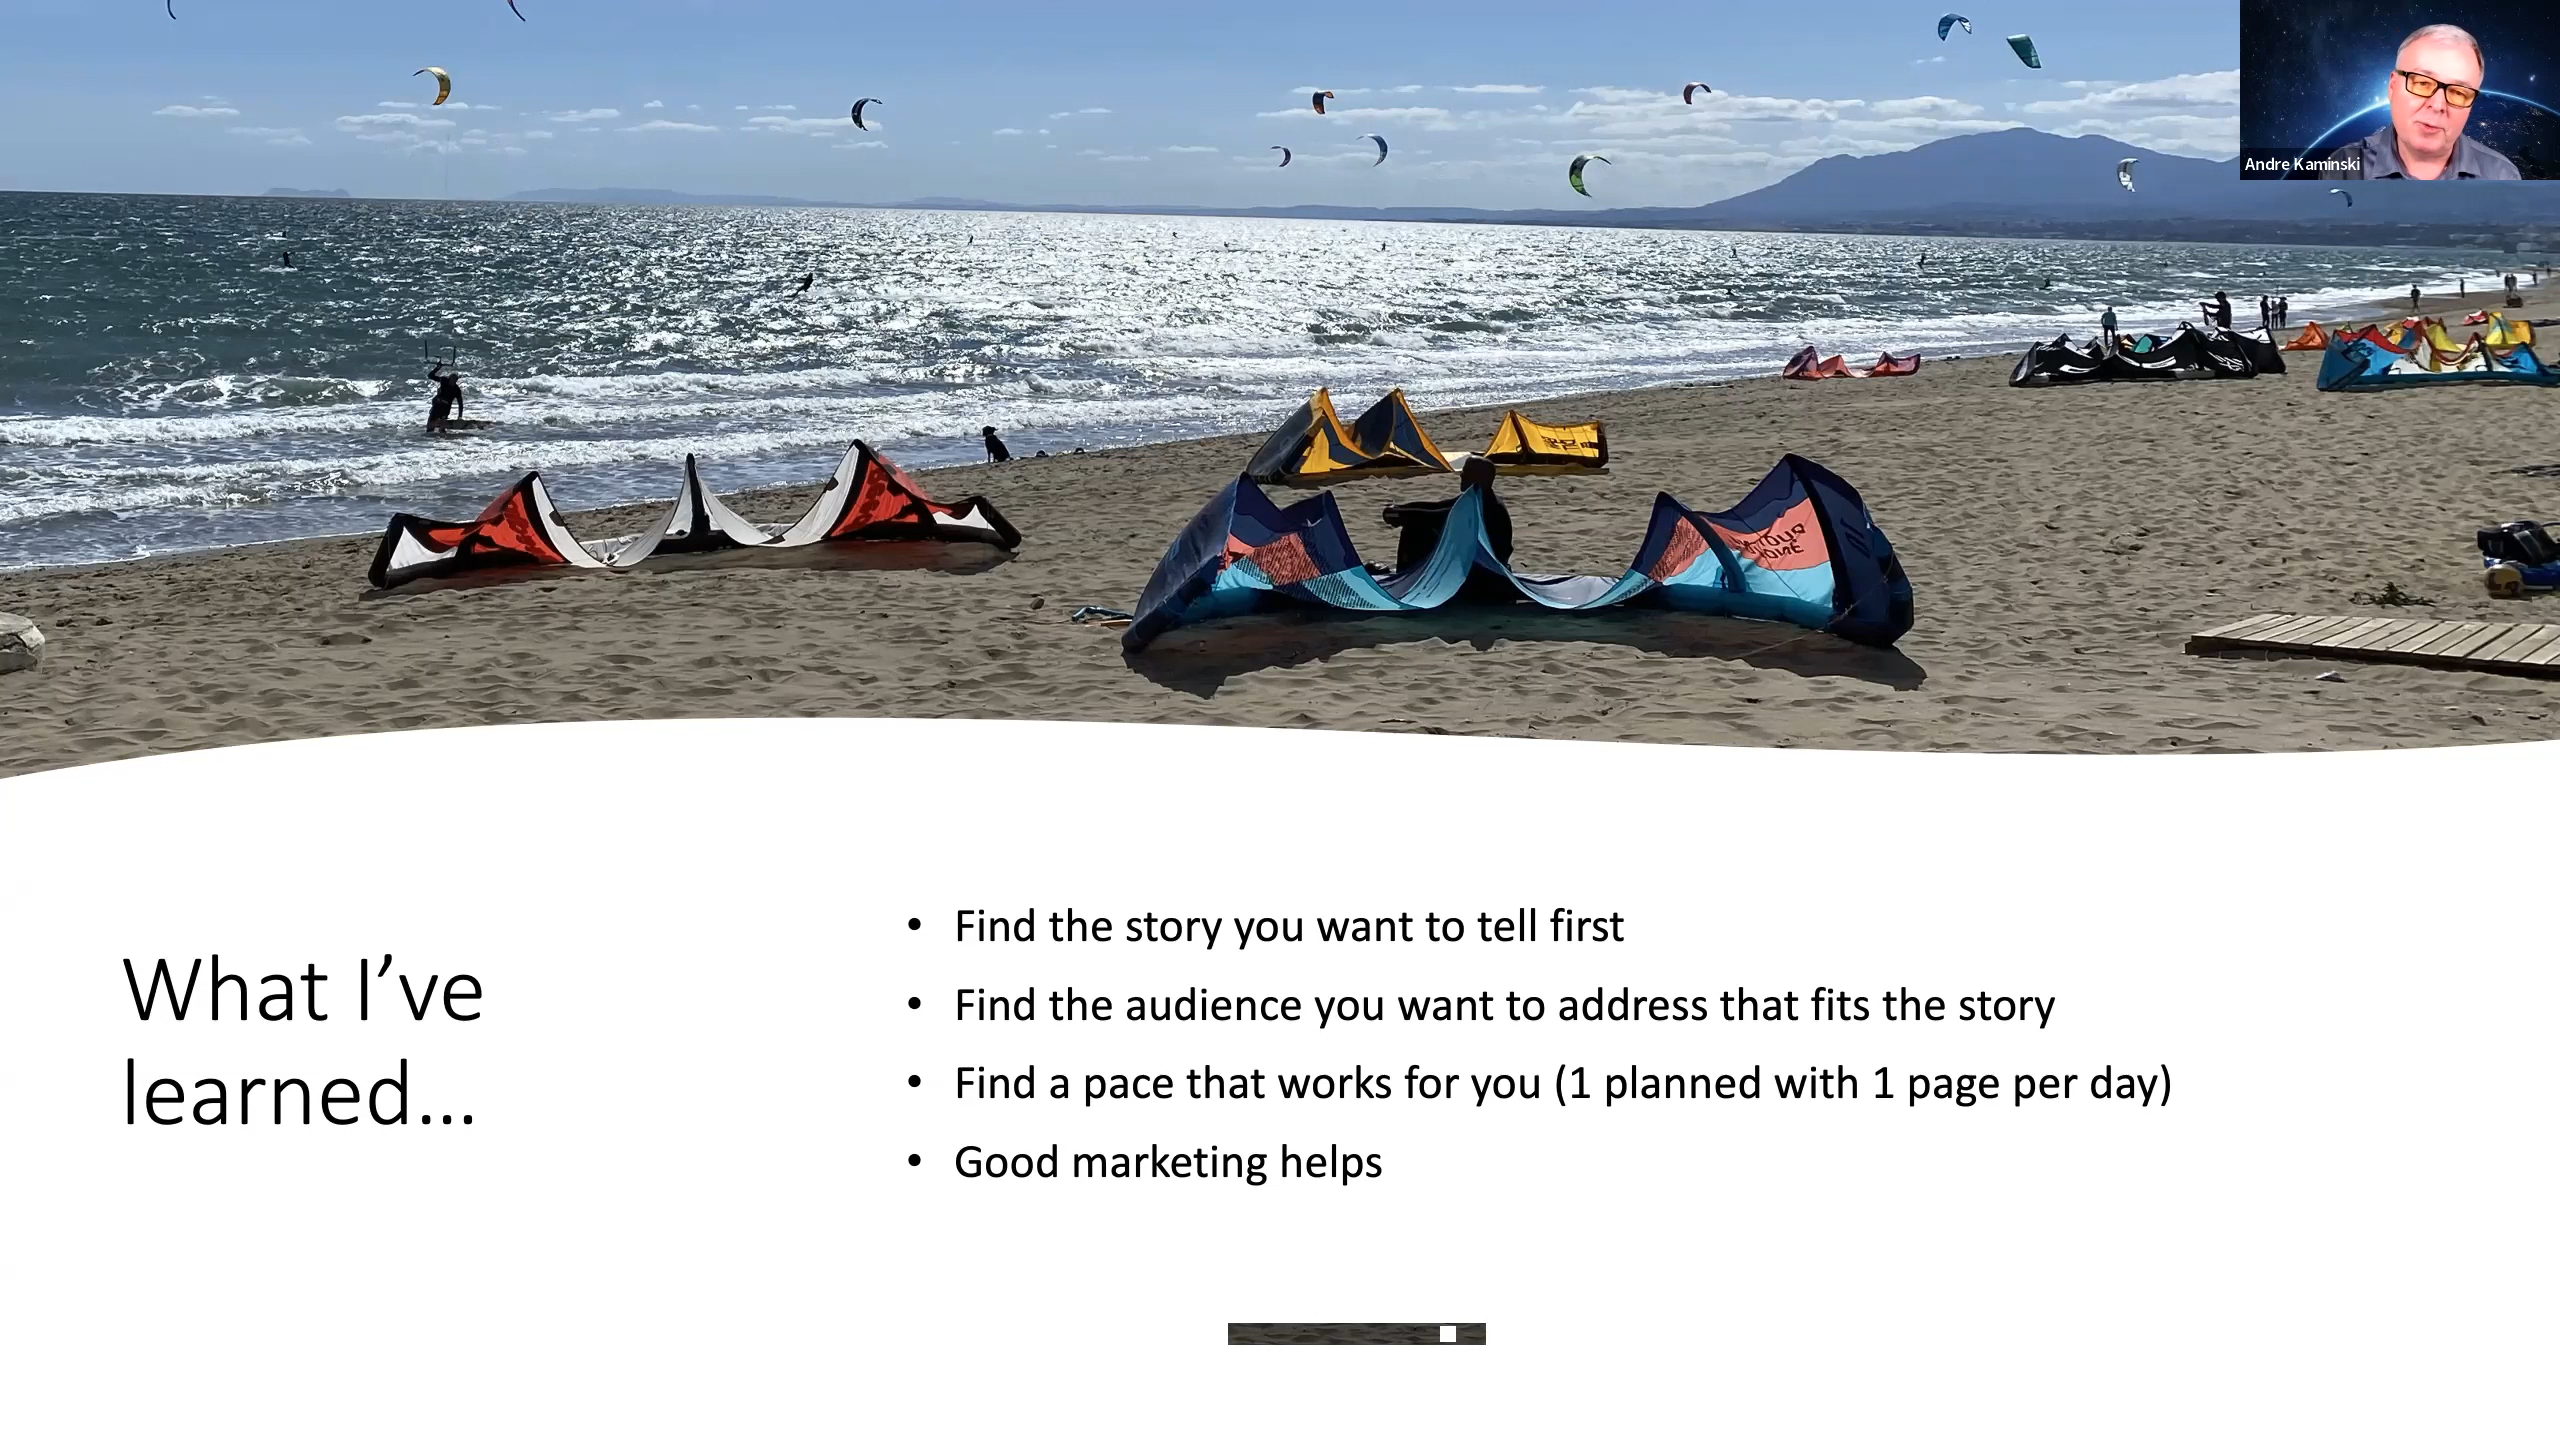 Andre Kaminski
What I’ve
learned...
• Find the story you want to tell first
• Find the audience you want to address that fits the story
• Find a pace that works for you (1 planned with 1 page per day)
• Good marketing helps